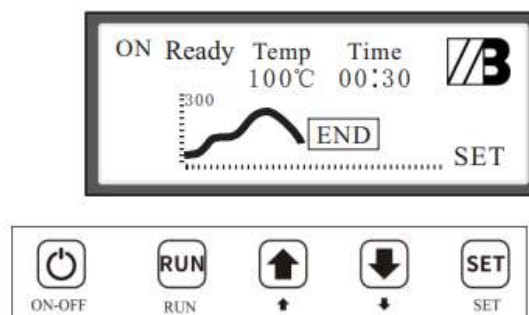 ON Ready Temp Time
100℃ 00:30
B
300
END
SET
RUN SET
ON-OFF RUN SET